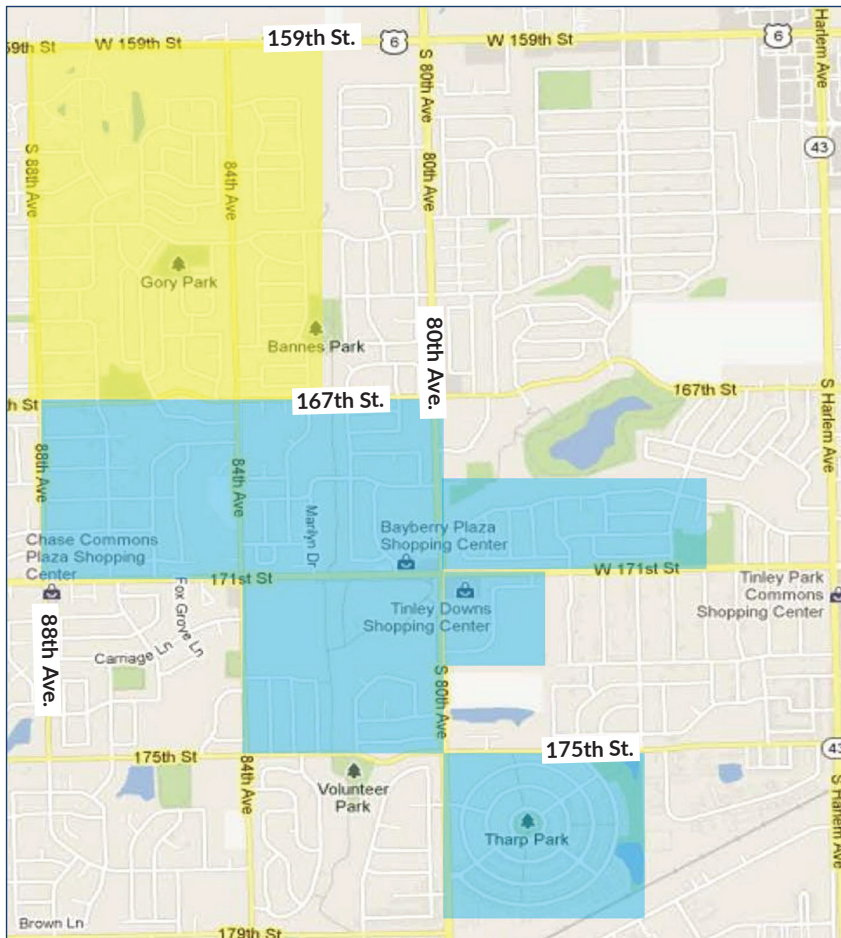 59th St
W 159th St
159th St.
6
W 159th St
6
Harlem Ave
S 80th Ave
43
S 88th Ave
84th Ave
80th Ave
Gory Park
Bannes Park
80th Ave.
167th St.
167th St
S Harlem Ave
th St
88th Ave
84th Ave
Marilyn Dr
Bayberry Plaza
Shopping Center
Chase Commons
Plaza Shopping
Center
171st St
W 171st St
Tinley Downs
Shopping Center
Tinley Park
Commons
Shopping Center
Fox Grove Ln
88th Ave.
Carriage Ln
S 80th Ave
175th St
175th St.
43
84th Ave
Volunteer
Park
Tharp Park
S Harlem Ave
Brown Ln
179th St